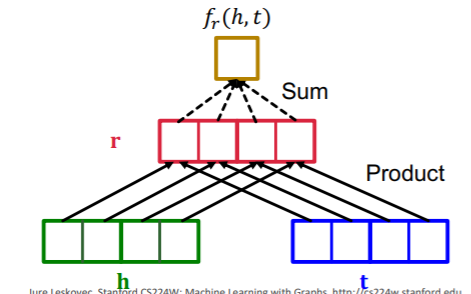 f_r(h, t)
Sum
r
Product
h
t
Jure Leskovec, Stanford CS224W: Machine Learning with Graphs, http://cs224w.stanford.edu